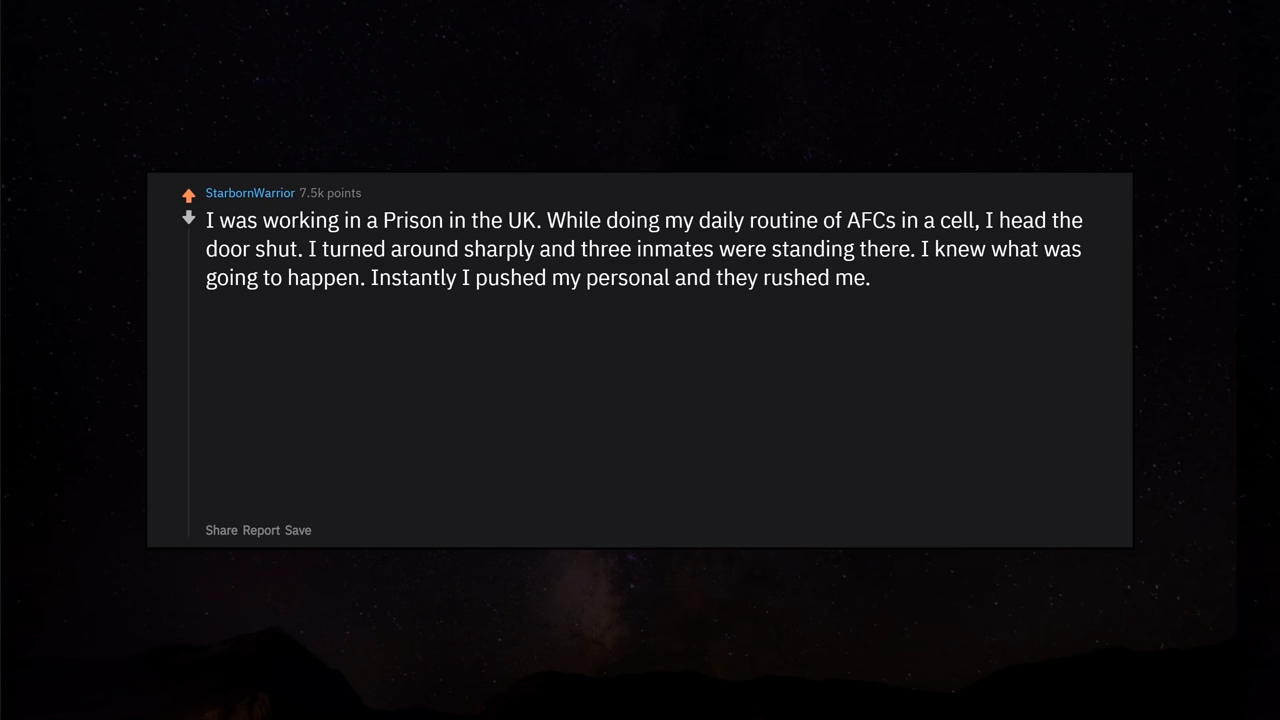 StarbornWarrior 7.5k points
I was working in a Prison in the UK. While doing my daily routine of AFCs in a cell, I head the
door shut. I turned around sharply and three inmates were standing there. I knew what was
going to happen. Instantly I pushed my personal and they rushed me.
Share Report Save